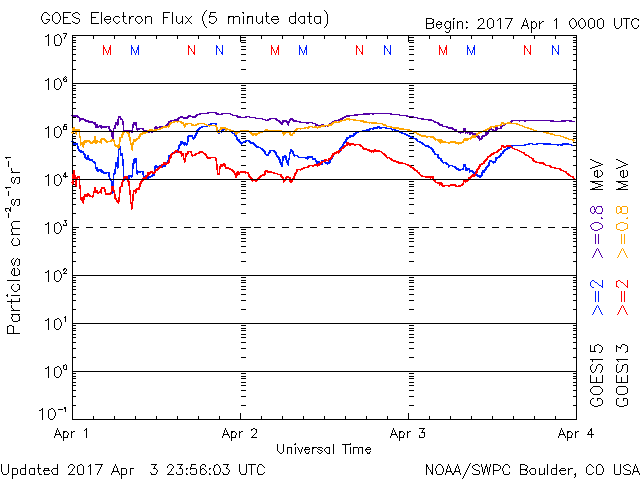 GOES Electron Flux (5 minute data)
Begin: 2017 Apr 1 0000 UTC
10⁷
M M N N M M N N M M N N
10⁶
10⁵
10⁴
10³
10²
10¹
10⁰
10⁻¹
Particles cm⁻²s⁻¹sr⁻¹
Apr 1 Apr 2 Apr 3 Apr 4
Universal Time
GOES15 >=2 >=0.8 MeV
GOES13 >=2 >=0.8 MeV
Updated 2017 Apr 3 23:56:03 UTC
NOAA/SWPC Boulder, CO USA